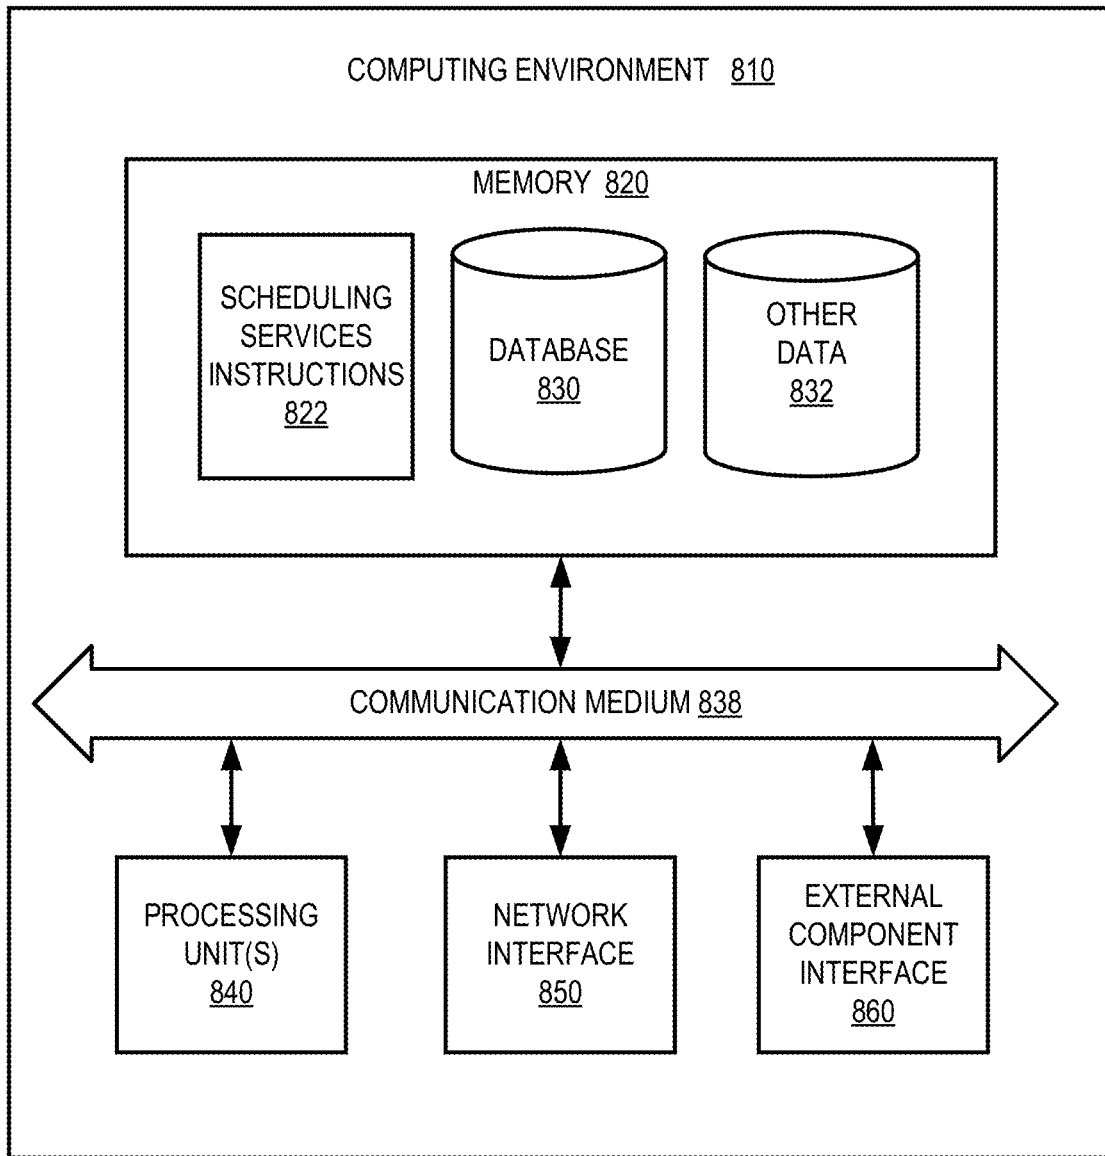 COMPUTING ENVIRONMENT 810
MEMORY 820
SCHEDULING
SERVICES
INSTRUCTIONS
822
DATABASE
830
OTHER
DATA
832
COMMUNICATION MEDIUM 838
PROCESSING
UNIT(S)
840
NETWORK
INTERFACE
850
EXTERNAL
COMPONENT
INTERFACE
860